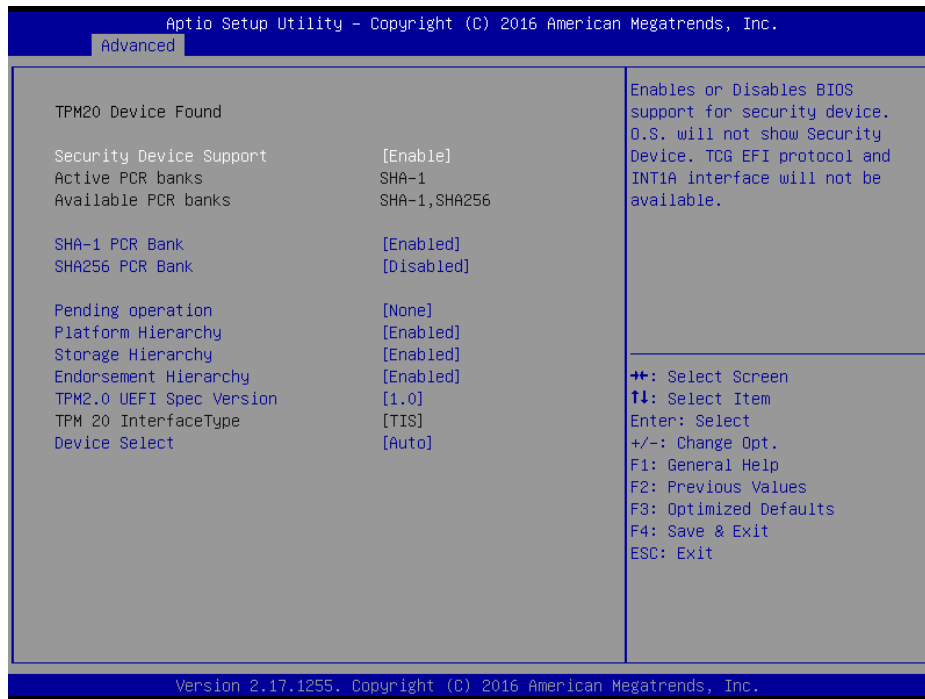 Aptio Setup Utility – Copyright (C) 2016 American Megatrends, Inc.
Advanced
TPM20 Device Found
Security Device Support [Enable]
Active PCR banks SHA-1
Available PCR banks SHA-1,SHA256
SHA-1 PCR Bank [Enabled]
SHA256 PCR Bank [Disabled]
Pending operation [None]
Platform Hierarchy [Enabled]
Storage Hierarchy [Enabled]
Endorsement Hierarchy [Enabled]
TPM2.0 UEFI Spec Version [1.0]
TPM 20 InterfaceType [TIS]
Device Select [Auto]
Enables or Disables BIOS
support for security device.
O.S. will not show Security
Device. TCG EFI protocol and
INT1A interface will not be
available.
→←: Select Screen
↑↓: Select Item
Enter: Select
+/-: Change Opt.
F1: General Help
F2: Previous Values
F3: Optimized Defaults
F4: Save & Exit
ESC: Exit
Version 2.17.1255. Copyright (C) 2016 American Megatrends, Inc.